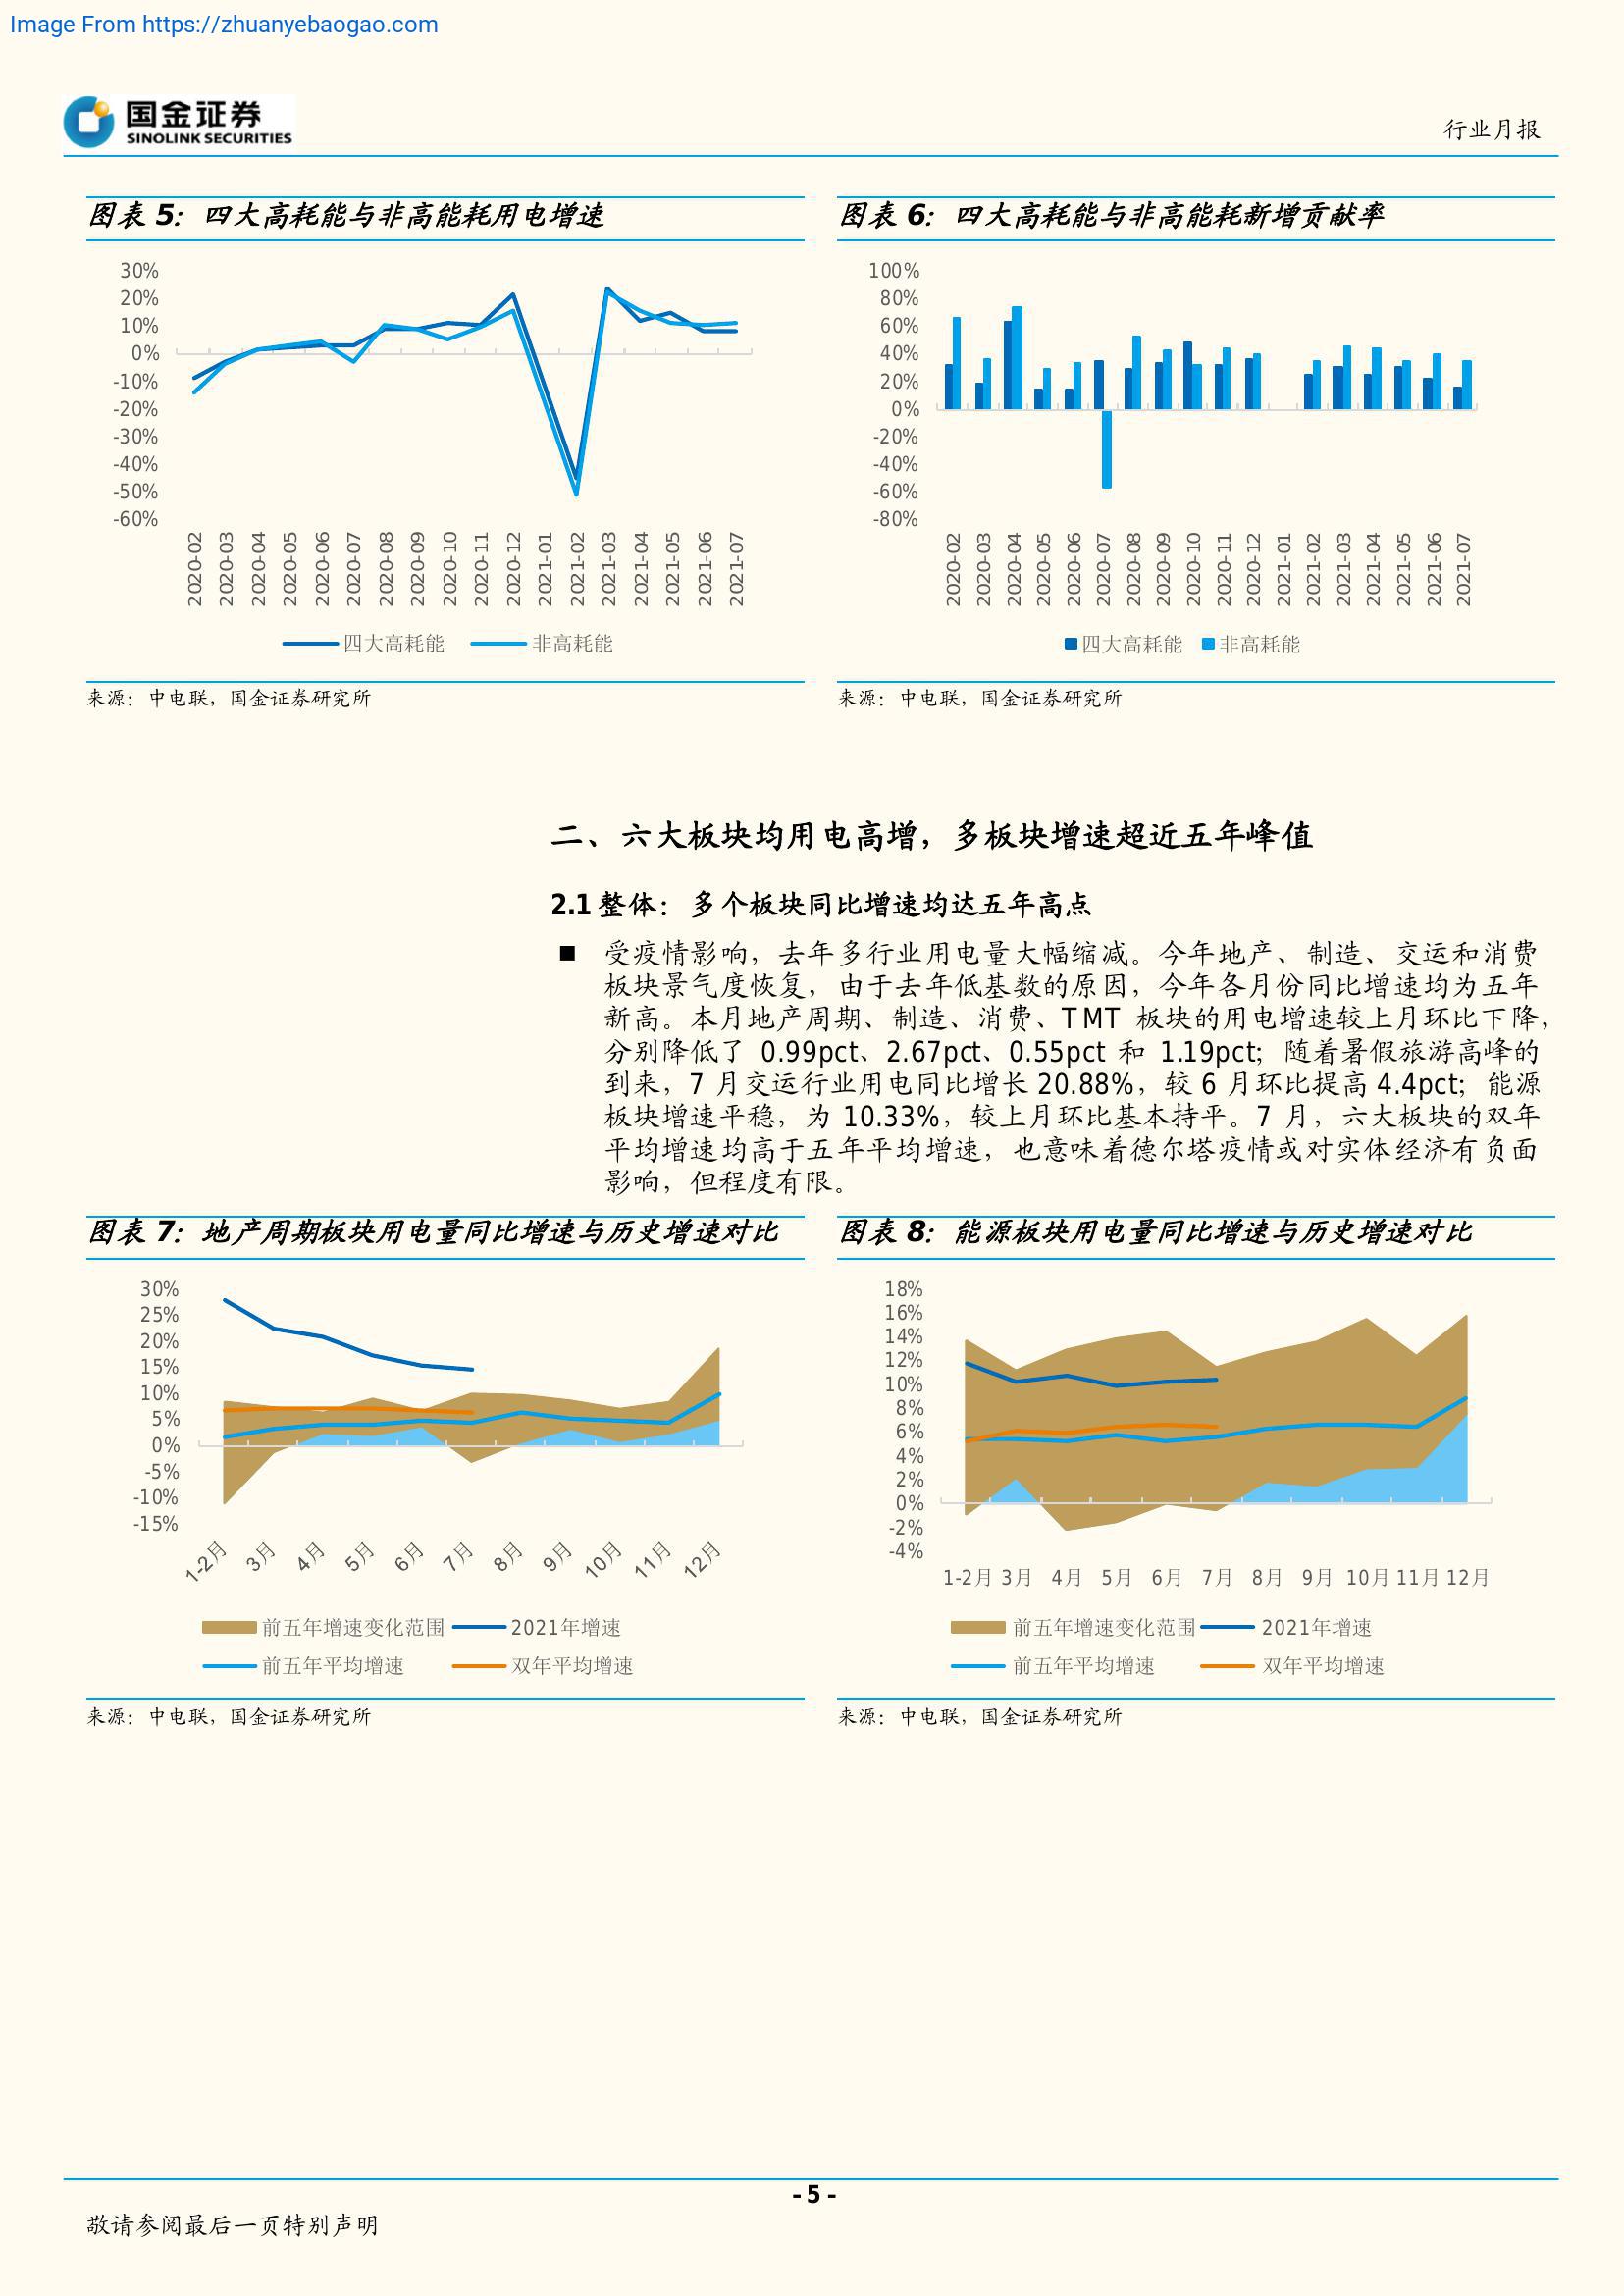 Image From https://zhuanyebaogao.com
国金证券
SINOLINK SECURITIES
行业月报
图表 5：四大高耗能与非高能耗用电增速
30%
20%
10%
0%
-10%
-20%
-30%
-40%
-50%
-60%
2020-02
2020-03
2020-04
2020-05
2020-06
2020-07
2020-08
2020-09
2020-10
2020-11
2020-12
2021-01
2021-02
2021-03
2021-04
2021-05
2021-06
2021-07
四大高耗能 非高耗能
来源：中电联，国金证券研究所
图表 6：四大高耗能与非高能耗新增贡献率
100%
80%
60%
40%
20%
0%
-20%
-40%
-60%
-80%
2020-02
2020-03
2020-04
2020-05
2020-06
2020-07
2020-08
2020-09
2020-10
2020-11
2020-12
2021-01
2021-02
2021-03
2021-04
2021-05
2021-06
2021-07
四大高耗能 非高耗能
来源：中电联，国金证券研究所
二、六大板块均用电高增，多板块增速超近五年峰值
2.1 整体：多个板块同比增速均达五年高点
■ 受疫情影响，去年多行业用电量大幅缩减。今年地产、制造、交运和消费
板块景气度恢复，由于去年低基数的原因，今年各月份同比增速均为五年
新高。本月地产周期、制造、消费、TMT 板块的用电增速较上月环比下降，
分别降低了 0.99pct、2.67pct、0.55pct 和 1.19pct；随着暑假旅游高峰的
到来，7 月交运行业用电同比增长 20.88%，较 6 月环比提高 4.4pct；能源
板块增速平稳，为 10.33%，较上月环比基本持平。7 月，六大板块的双年
平均增速均高于五年平均增速，也意味着德尔塔疫情或对实体经济有负面
影响，但程度有限。
图表 7：地产周期板块用电量同比增速与历史增速对比
30%
25%
20%
15%
10%
5%
0%
-5%
-10%
-15%
1-2月 3月 4月 5月 6月 7月 8月 9月 10月 11月 12月
前五年增速变化范围 2021年增速
前五年平均增速 双年平均增速
来源：中电联，国金证券研究所
图表 8：能源板块用电量同比增速与历史增速对比
18%
16%
14%
12%
10%
8%
6%
4%
2%
0%
-2%
-4%
1-2月 3月 4月 5月 6月 7月 8月 9月 10月 11月 12月
前五年增速变化范围 2021年增速
前五年平均增速 双年平均增速
来源：中电联，国金证券研究所
- 5 -
敬请参阅最后一页特别声明